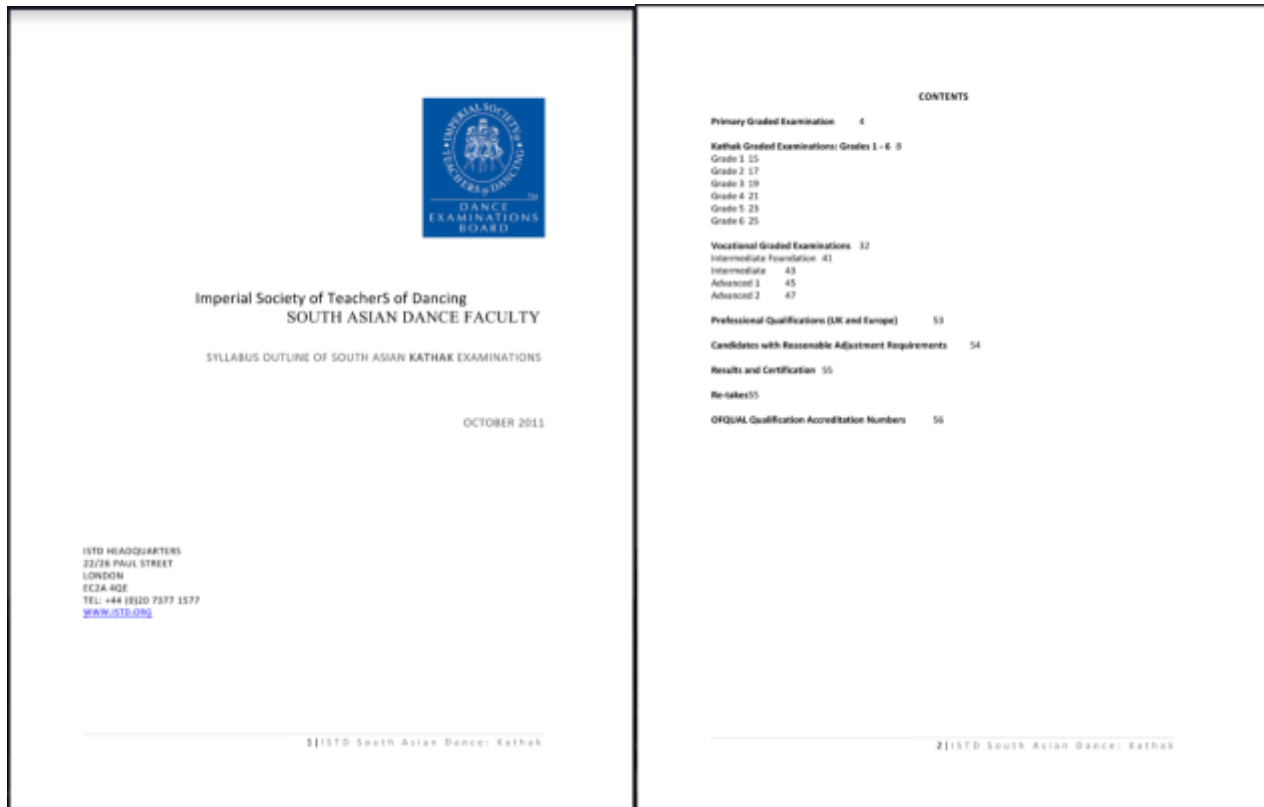 IMPERIAL SOCIETY of TEACHERS of DANCING
TM
DANCE
EXAMINATIONS
BOARD
Imperial Society of TeacherS of Dancing
SOUTH ASIAN DANCE FACULTY
SYLLABUS OUTLINE OF SOUTH ASIAN KATHAK EXAMINATIONS
OCTOBER 2011
ISTD HEADQUARTERS
22/26 PAUL STREET
LONDON
EC2A 4QE
TEL: +44 (0)20 7377 1577
WWW.ISTD.ORG
1|ISTD South Asian Dance: Kathak
CONTENTS
Primary Graded Examination 4
Kathak Graded Examinations: Grades 1 - 6 8
Grade 1 15
Grade 2 17
Grade 3 19
Grade 4 21
Grade 5 23
Grade 6 25
Vocational Graded Examinations 32
Intermediate Foundation 41
Intermediate 43
Advanced 1 45
Advanced 2 47
Professional Qualifications (UK and Europe) 53
Candidates with Reasonable Adjustment Requirements 54
Results and Certification 55
Re-takes55
OFQUAL Qualification Accreditation Numbers 56
2|ISTD South Asian Dance: Kathak